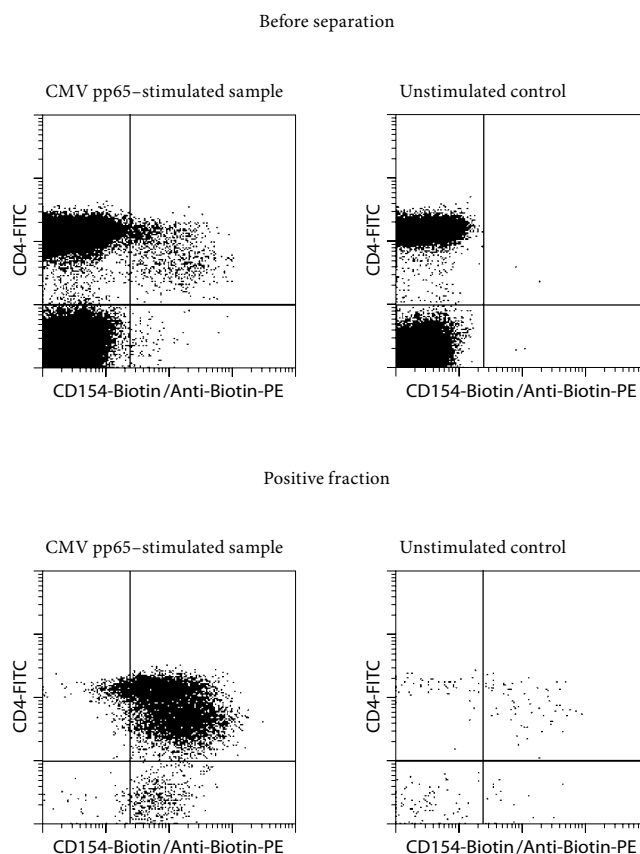 Before separation
CMV pp65–stimulated sample
Unstimulated control
CD4-FITC
CD4-FITC
CD154-Biotin/Anti-Biotin-PE
CD154-Biotin/Anti-Biotin-PE
Positive fraction
CMV pp65–stimulated sample
Unstimulated control
CD4-FITC
CD4-FITC
CD154-Biotin/Anti-Biotin-PE
CD154-Biotin/Anti-Biotin-PE